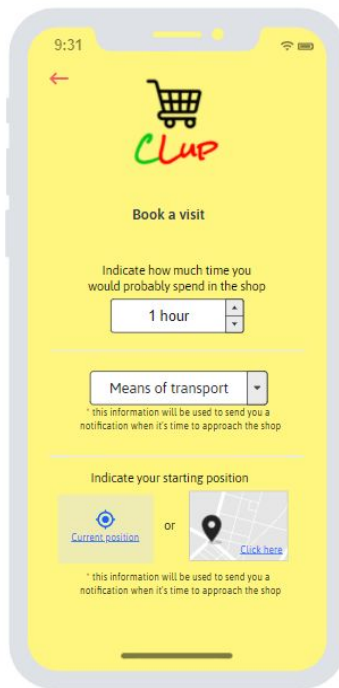 9:31
CLup
Book a visit
Indicate how much time you
would probably spend in the shop
1 hour
Means of transport
* this information will be used to send you a
notification when it's time to approach the shop
Indicate your starting position
Current position
or
Click here
* this information will be used to send you a
notification when it's time to approach the shop